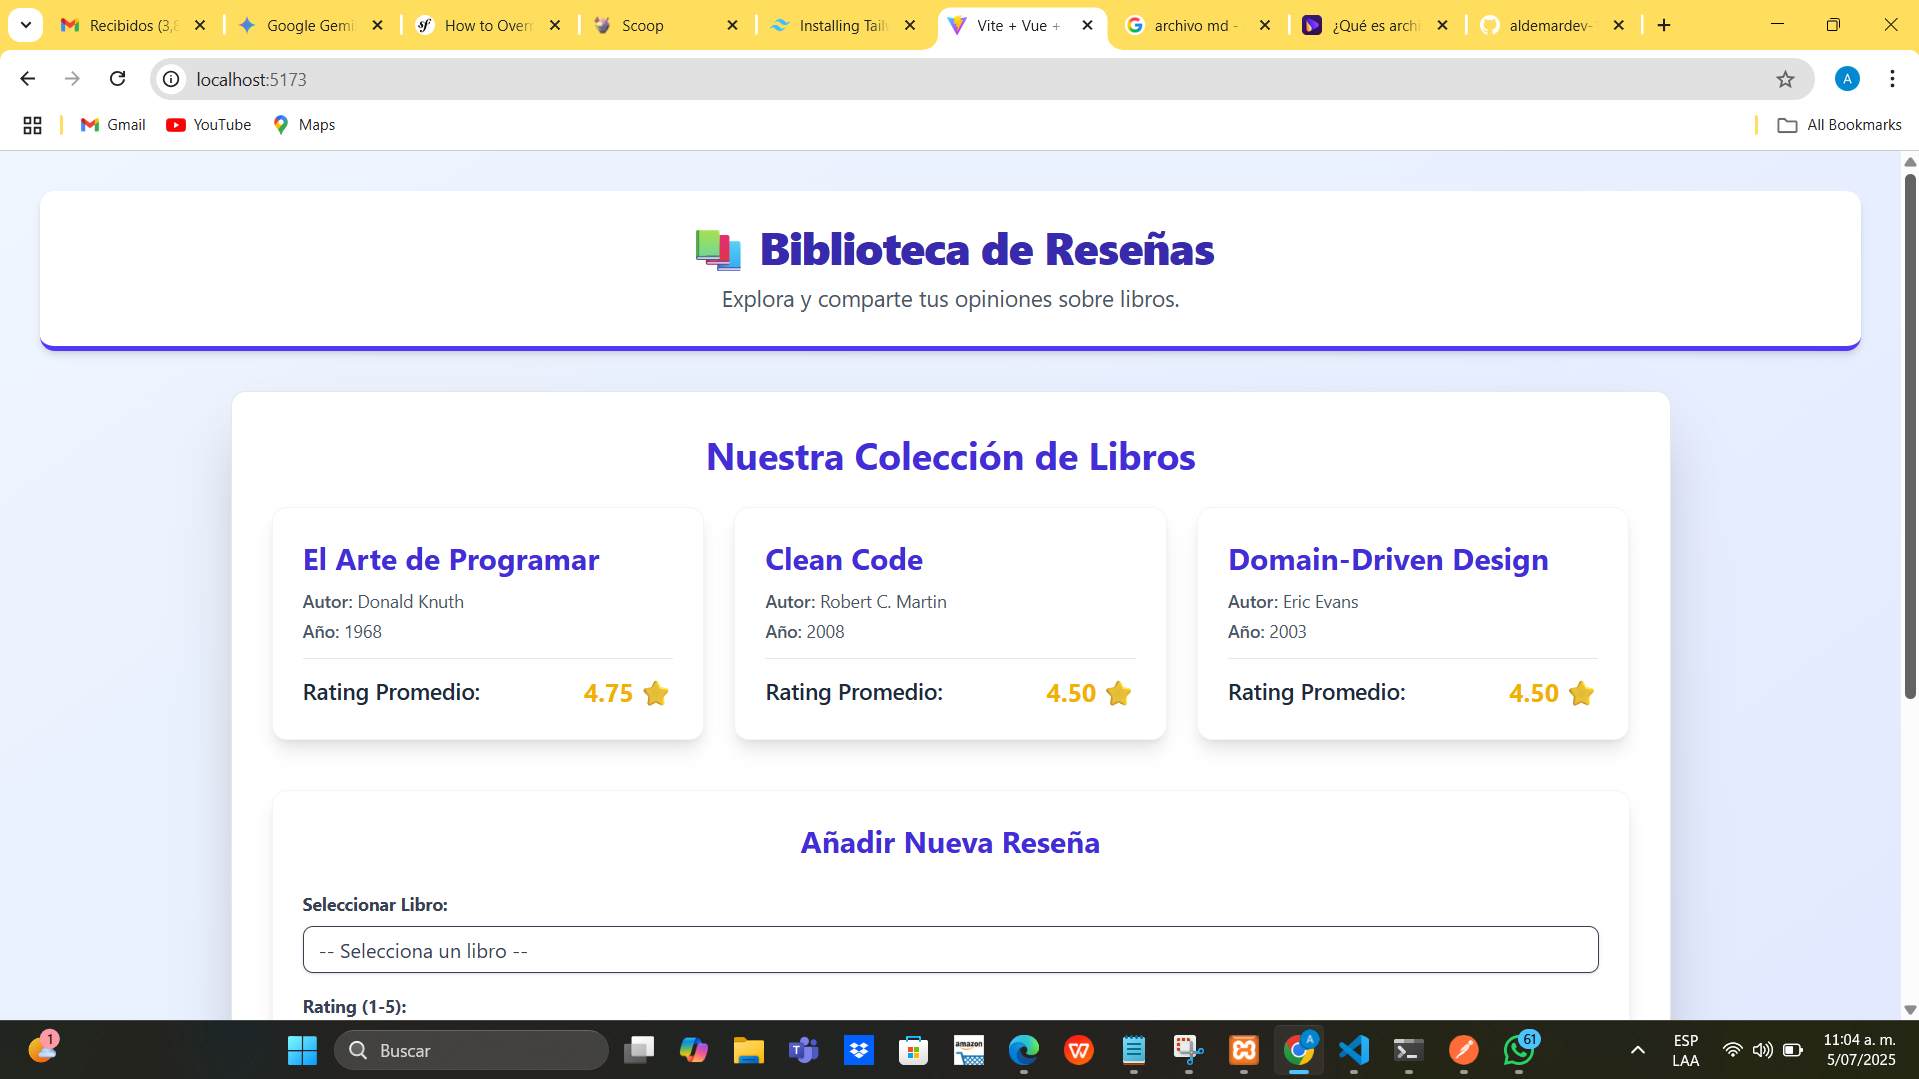 Recibidos (3,8
Google Gemi
How to Over
Scoop
Installing Tail
Vite + Vue +
archivo md -
¿Qué es archi
aldemardev-
localhost:5173
A
Gmail
YouTube
Maps
All Bookmarks
Biblioteca de Reseñas
Explora y comparte tus opiniones sobre libros.
Nuestra Colección de Libros
El Arte de Programar
Autor: Donald Knuth
Año: 1968
Rating Promedio: 4.75
Clean Code
Autor: Robert C. Martin
Año: 2008
Rating Promedio: 4.50
Domain-Driven Design
Autor: Eric Evans
Año: 2003
Rating Promedio: 4.50
Añadir Nueva Reseña
Seleccionar Libro:
-- Selecciona un libro --
Rating (1-5):
1
Buscar
amazon
A
61
ESP
LAA
11:04 a. m.
5/07/2025